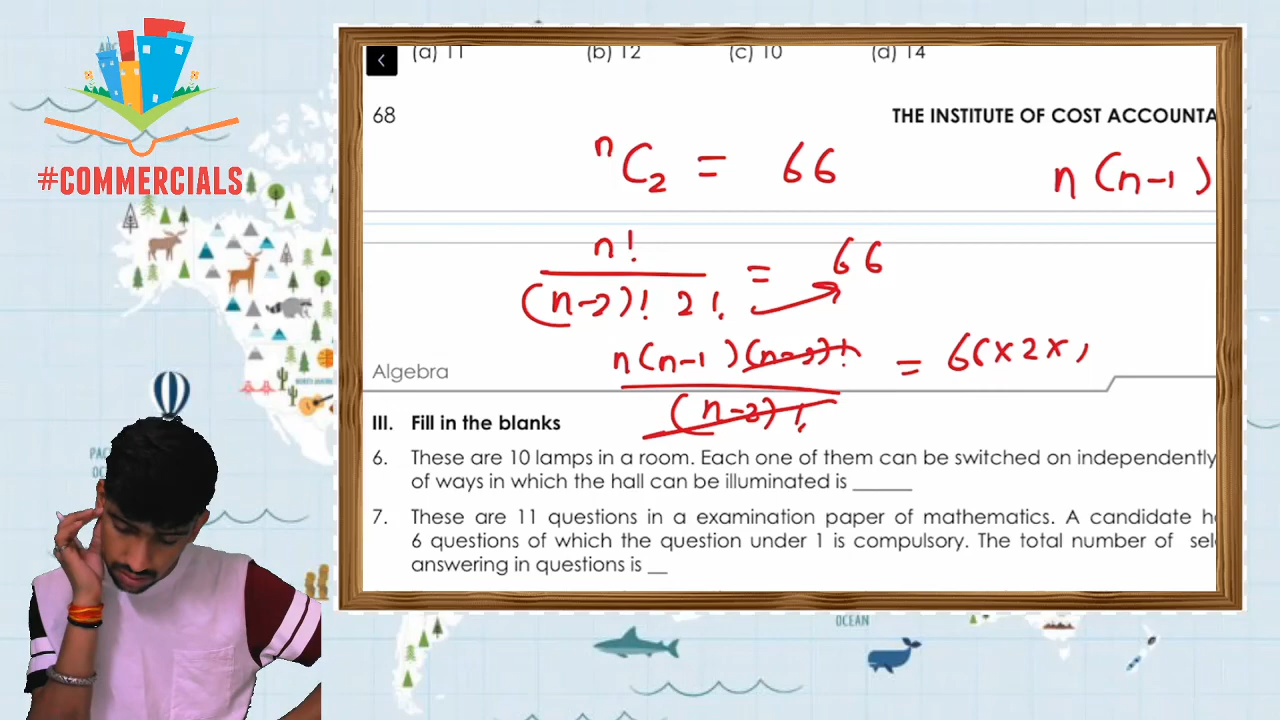 (a) 11 (b) 12 (c) 10 (d) 14
68 THE INSTITUTE OF COST ACCOUNTA
ⁿC₂ = 66 n(n-1)
n!
(n-2)! 2! = 66
n(n-1)(n-2)! = 66×2×
(n-2)!
Algebra
III. Fill in the blanks
6. These are 10 lamps in a room. Each one of them can be switched on independently
of ways in which the hall can be illuminated is ______
7. These are 11 questions in a examination paper of mathematics. A candidate h
6 questions of which the question under 1 is compulsory. The total number of sel
answering in questions is __
#COMMERCIALS
OCEAN